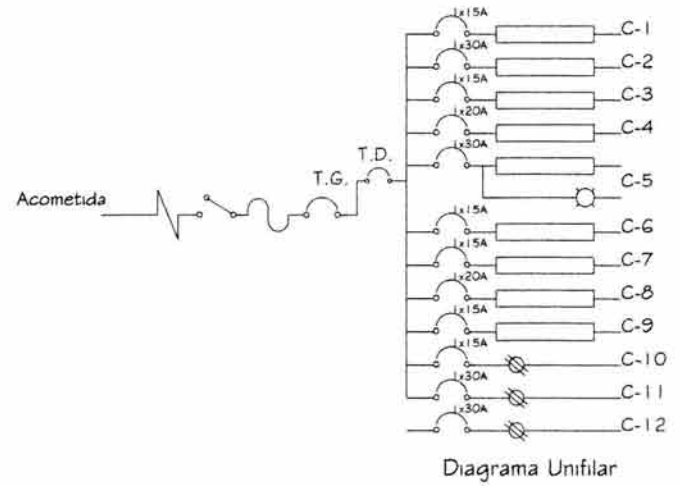 1x15A
C-1
1x30A
C-2
1x15A
C-3
1x20A
C-4
1x30A
T.D.
T.G.
C-5
Acometida
1x15A
C-6
1x15A
C-7
1x20A
C-8
1x15A
C-9
1x15A
C-10
1x30A
C-11
1x30A
C-12
Diagrama Unifilar